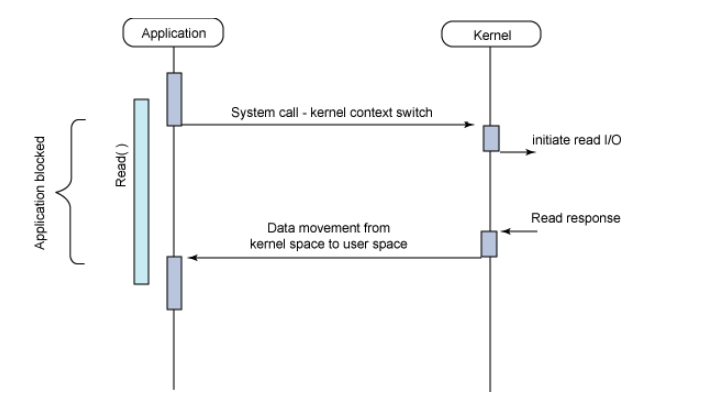 Application
Kernel
System call - kernel context switch
initiate read I/O
Application blocked
Read( )
Read response
Data movement from
kernel space to user space